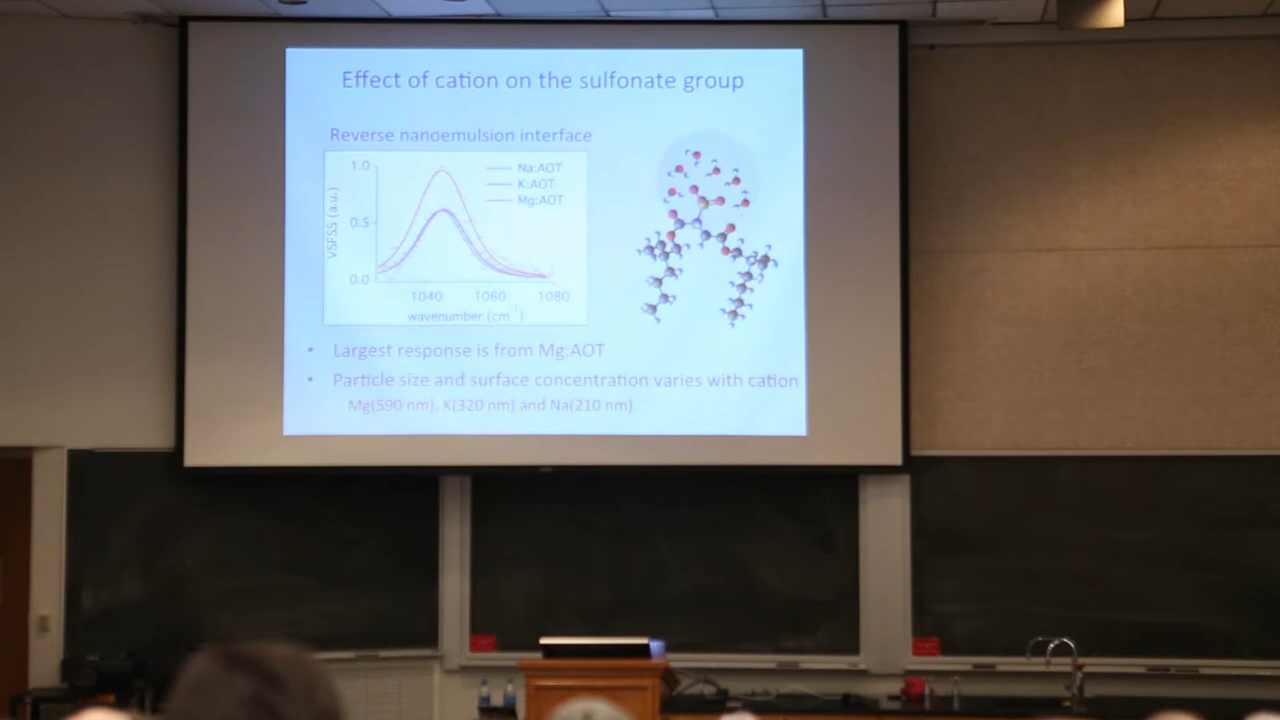 Effect of cation on the sulfonate group
Reverse nanoemulsion interface
1.0
0.5
0.0
VSFSS (a.u.)
Na:AOT
K:AOT
Mg:AOT
1040 1060 1080
wavenumber (cm⁻¹)
• Largest response is from Mg:AOT
• Particle size and surface concentration varies with cation
Mg(590 nm), K(320 nm) and Na(210 nm)